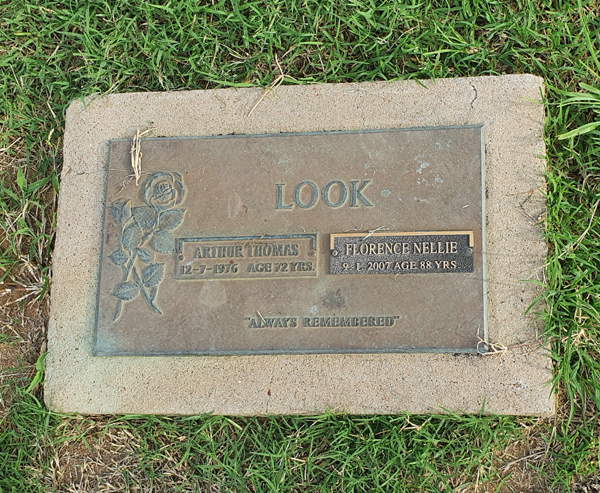 LOOK
ARTHUR THOMAS
12-7-1976 AGE 72 YRS.
FLORENCE NELLIE
9. 1. 2007 AGE 88 YRS.
"ALWAYS REMEMBERED"